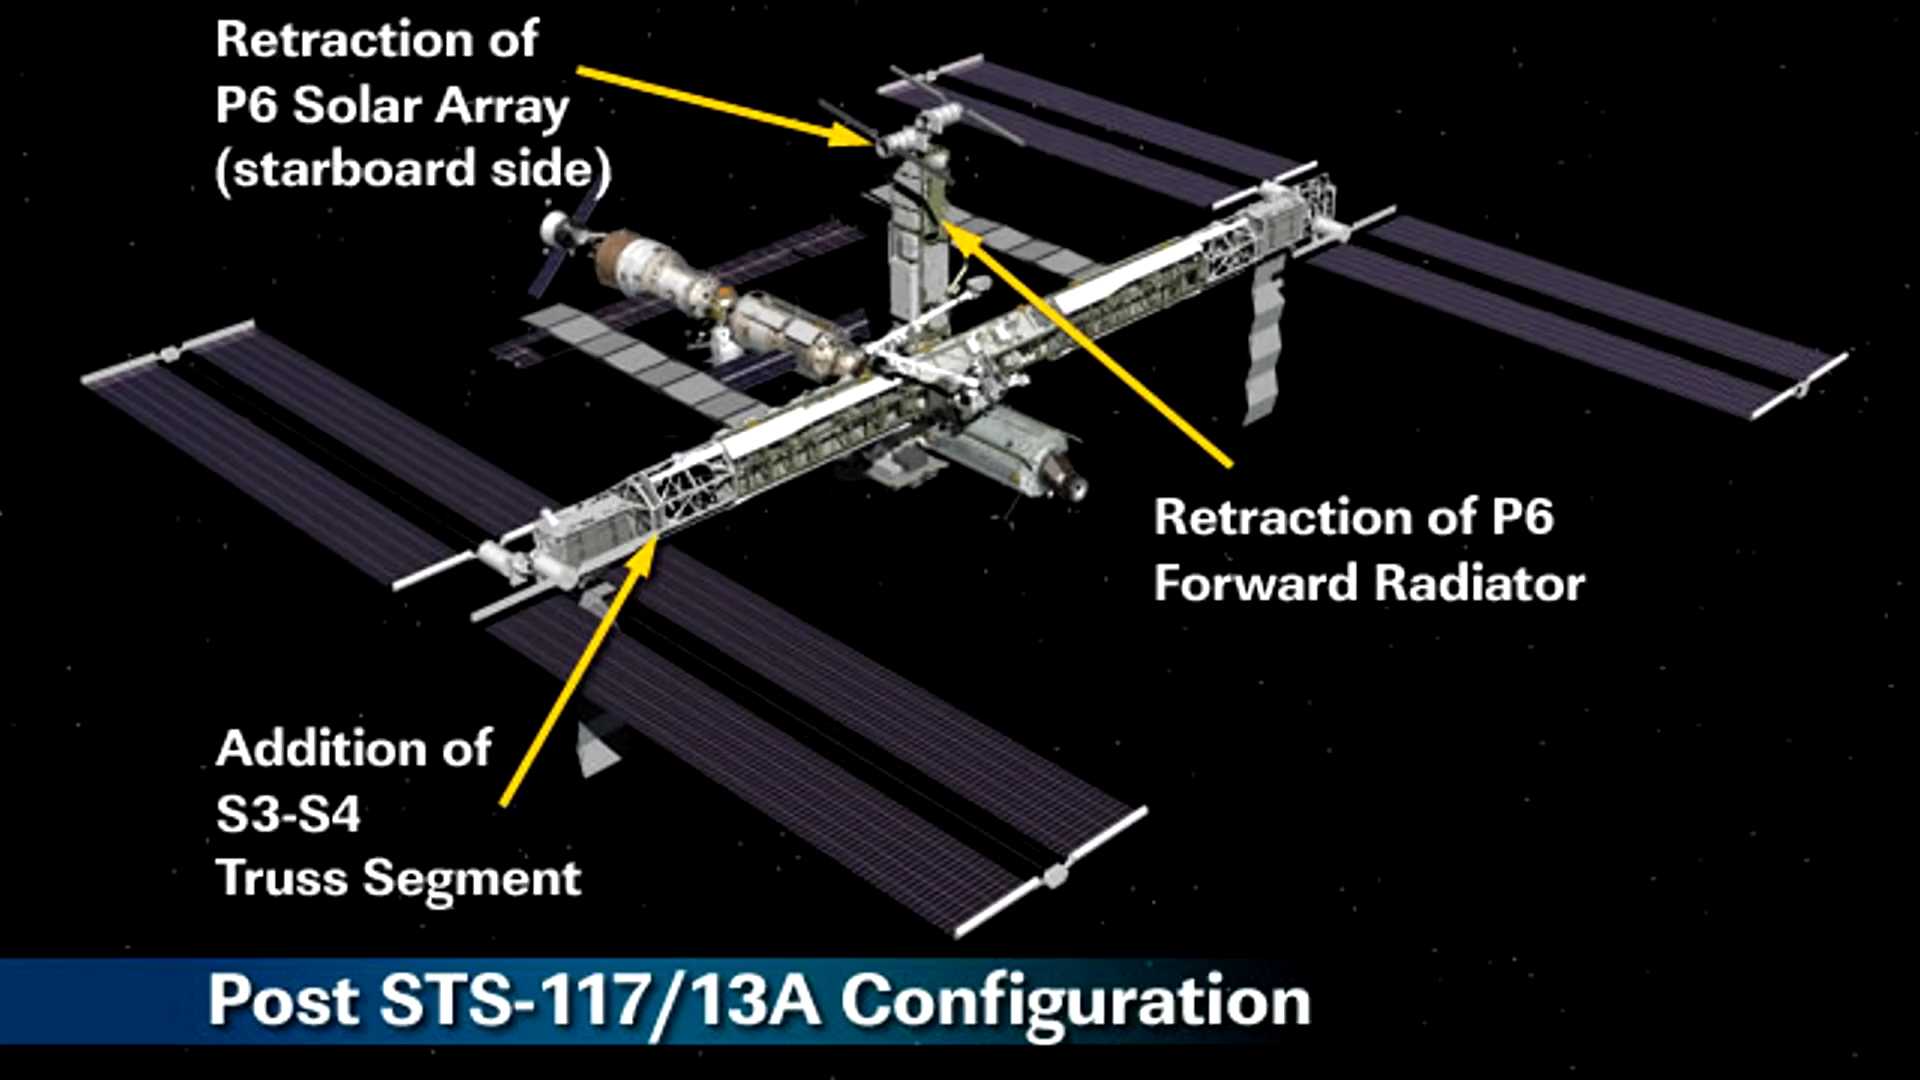 Retraction of
P6 Solar Array
(starboard side)
Retraction of P6
Forward Radiator
Addition of
S3-S4
Truss Segment
Post STS-117/13A Configuration